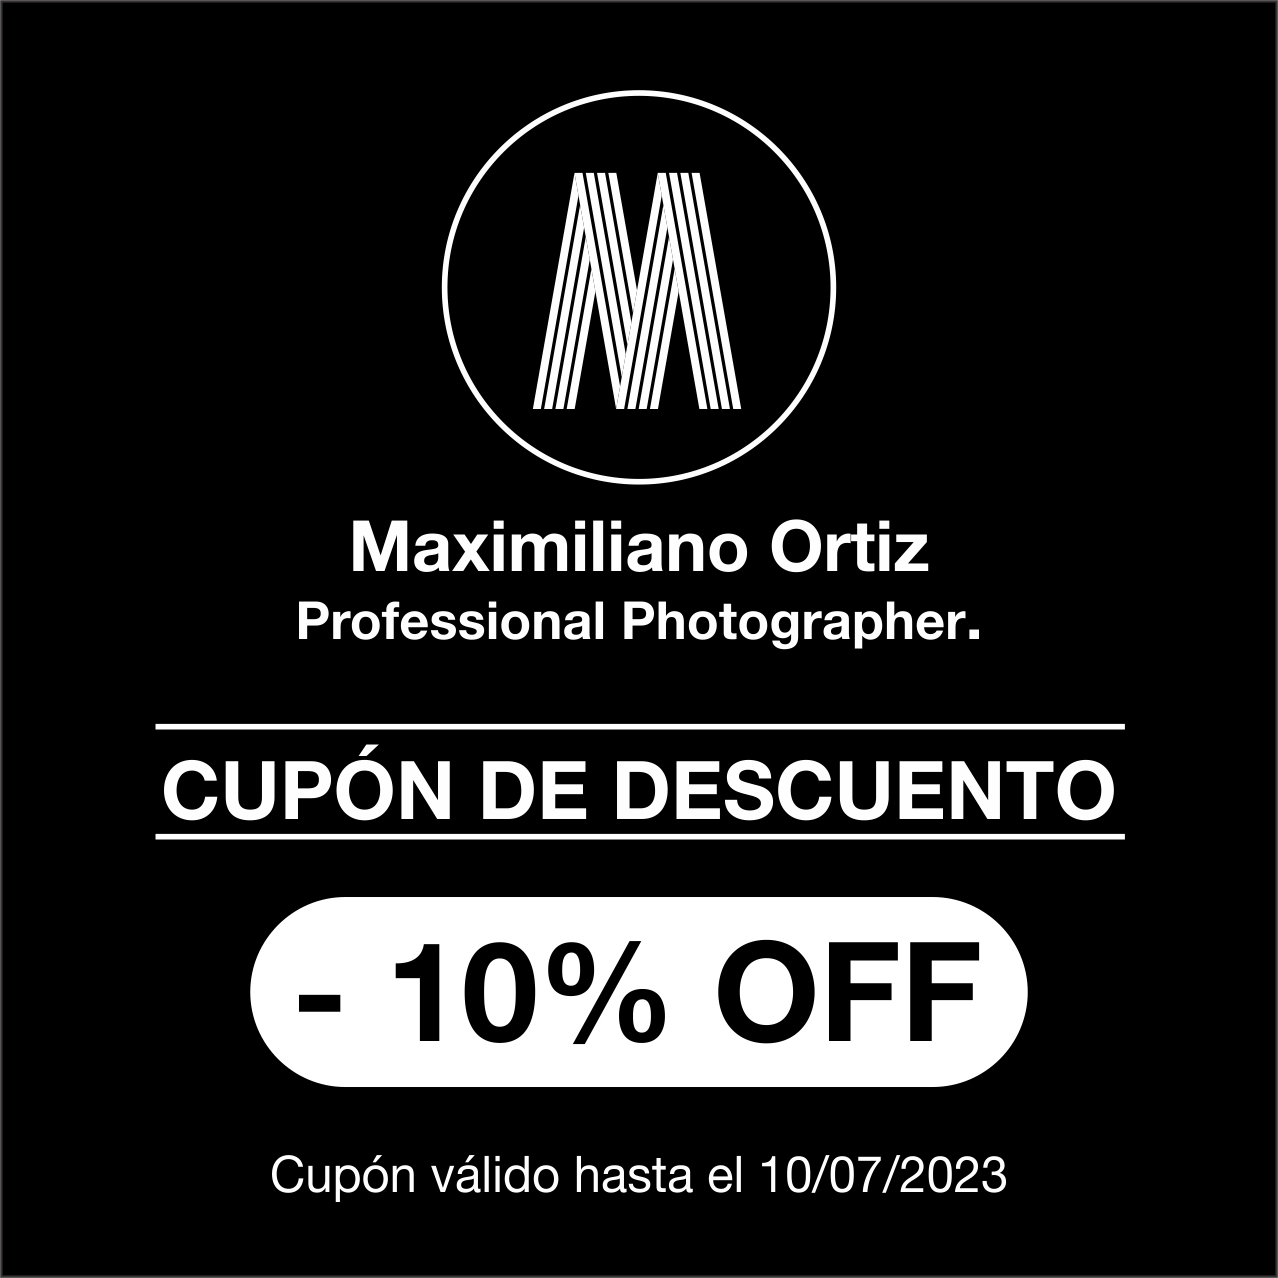 M
Maximiliano Ortiz
Professional Photographer.
CUPÓN DE DESCUENTO
- 10% OFF
Cupón válido hasta el 10/07/2023